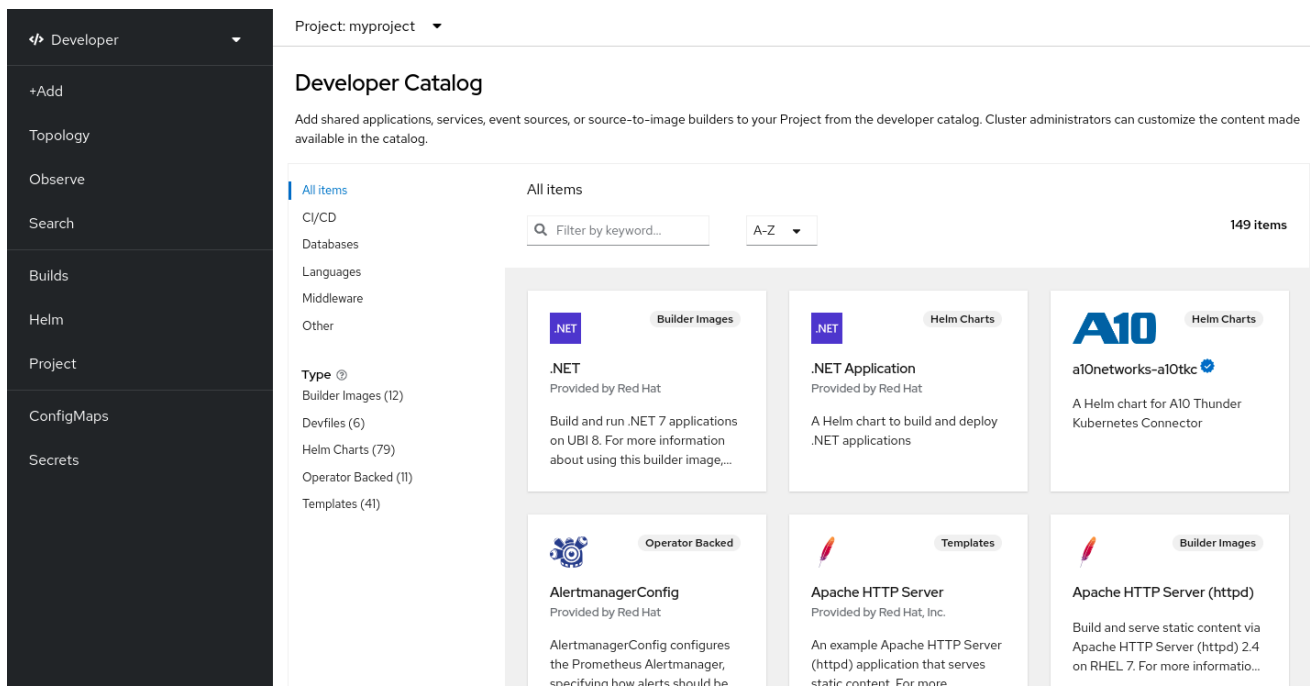 Developer
+Add
Topology
Observe
Search
Builds
Helm
Project
ConfigMaps
Secrets
Project: myproject
Developer Catalog
Add shared applications, services, event sources, or source-to-image builders to your Project from the developer catalog. Cluster administrators can customize the content made
available in the catalog.
All items
CI/CD
Databases
Languages
Middleware
Other
Type
Builder Images (12)
Devfiles (6)
Helm Charts (79)
Operator Backed (11)
Templates (41)
All items
Filter by keyword...
A-Z
149 items
.NET
Builder Images
.NET
Provided by Red Hat
Build and run .NET 7 applications
on UBI 8. For more information
about using this builder image,...
.NET
Helm Charts
.NET Application
Provided by Red Hat
A Helm chart to build and deploy
.NET applications
A10
Helm Charts
a10networks-a10tkc
A Helm chart for A10 Thunder
Kubernetes Connector
Operator Backed
AlertmanagerConfig
Provided by Red Hat
AlertmanagerConfig configures
the Prometheus Alertmanager,
specifying how alerts should be
Templates
Apache HTTP Server
Provided by Red Hat, Inc.
An example Apache HTTP Server
(httpd) application that serves
static content. For more
Builder Images
Apache HTTP Server (httpd)
Build and serve static content via
Apache HTTP Server (httpd) 2.4
on RHEL 7. For more informatio...